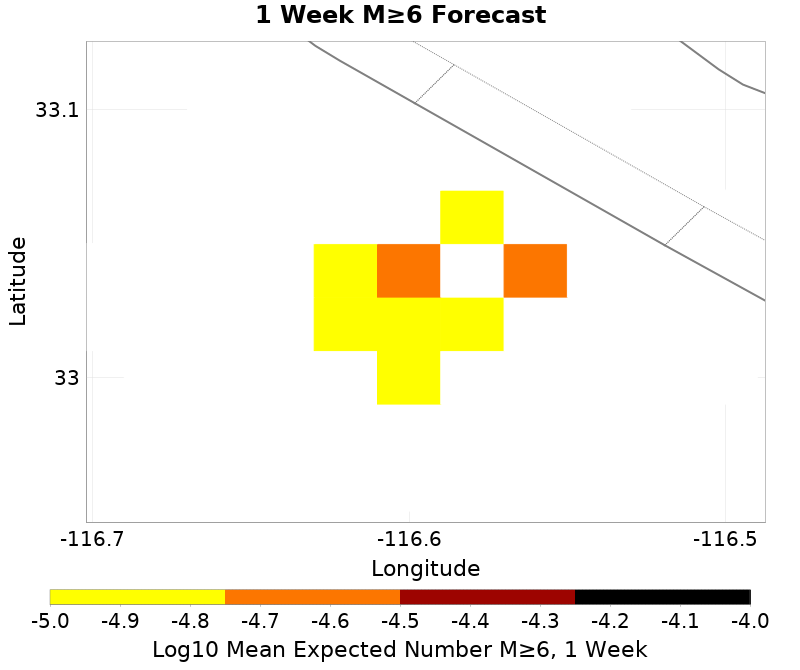 1 Week M≥6 Forecast
33.1
33
Latitude
-116.7 -116.6 -116.5
Longitude
-5.0 -4.9 -4.8 -4.7 -4.6 -4.5 -4.4 -4.3 -4.2 -4.1 -4.0
Log10 Mean Expected Number M≥6, 1 Week